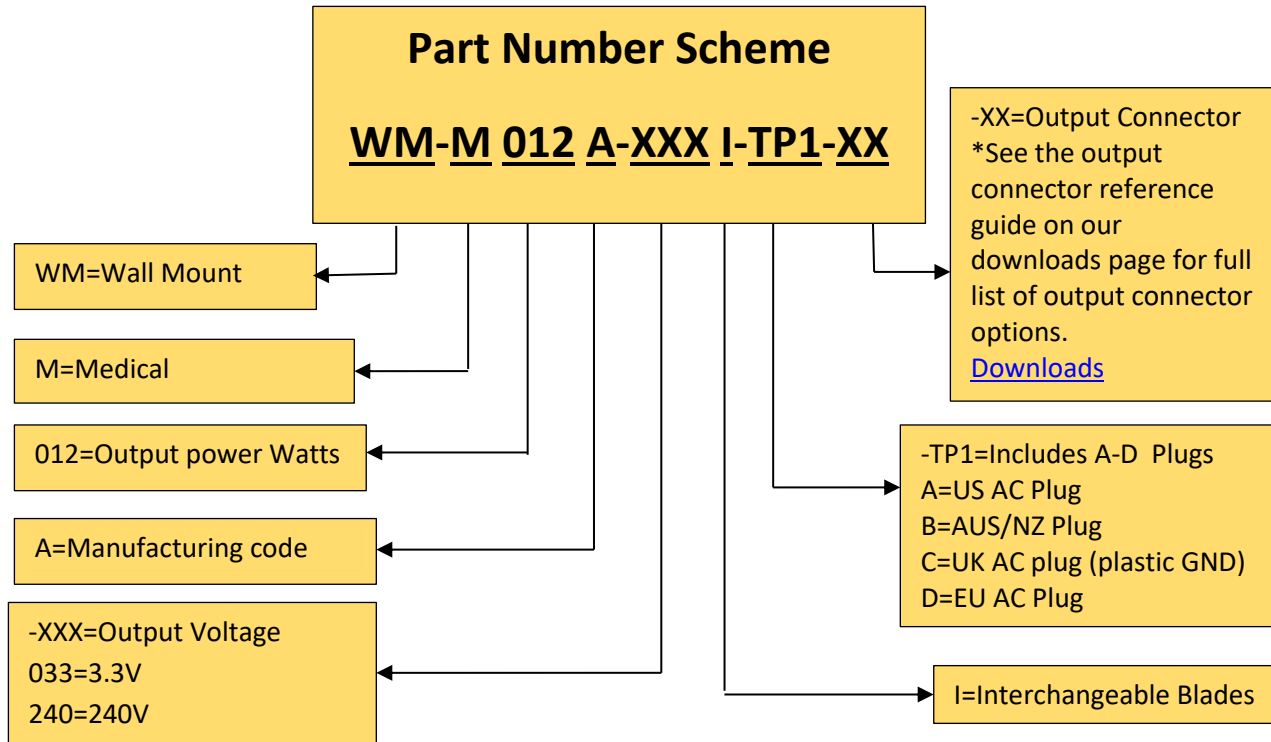 Part Number Scheme
WM-M 012 A-XXX I-TP1-XX
WM=Wall Mount
M=Medical
012=Output power Watts
A=Manufacturing code
-XXX=Output Voltage
033=3.3V
240=240V
-XX=Output Connector
*See the output
connector reference
guide on our
downloads page for full
list of output connector
options.
Downloads
-TP1=Includes A-D  Plugs
A=US AC Plug
B=AUS/NZ Plug
C=UK AC plug (plastic GND)
D=EU AC Plug
I=Interchangeable Blades